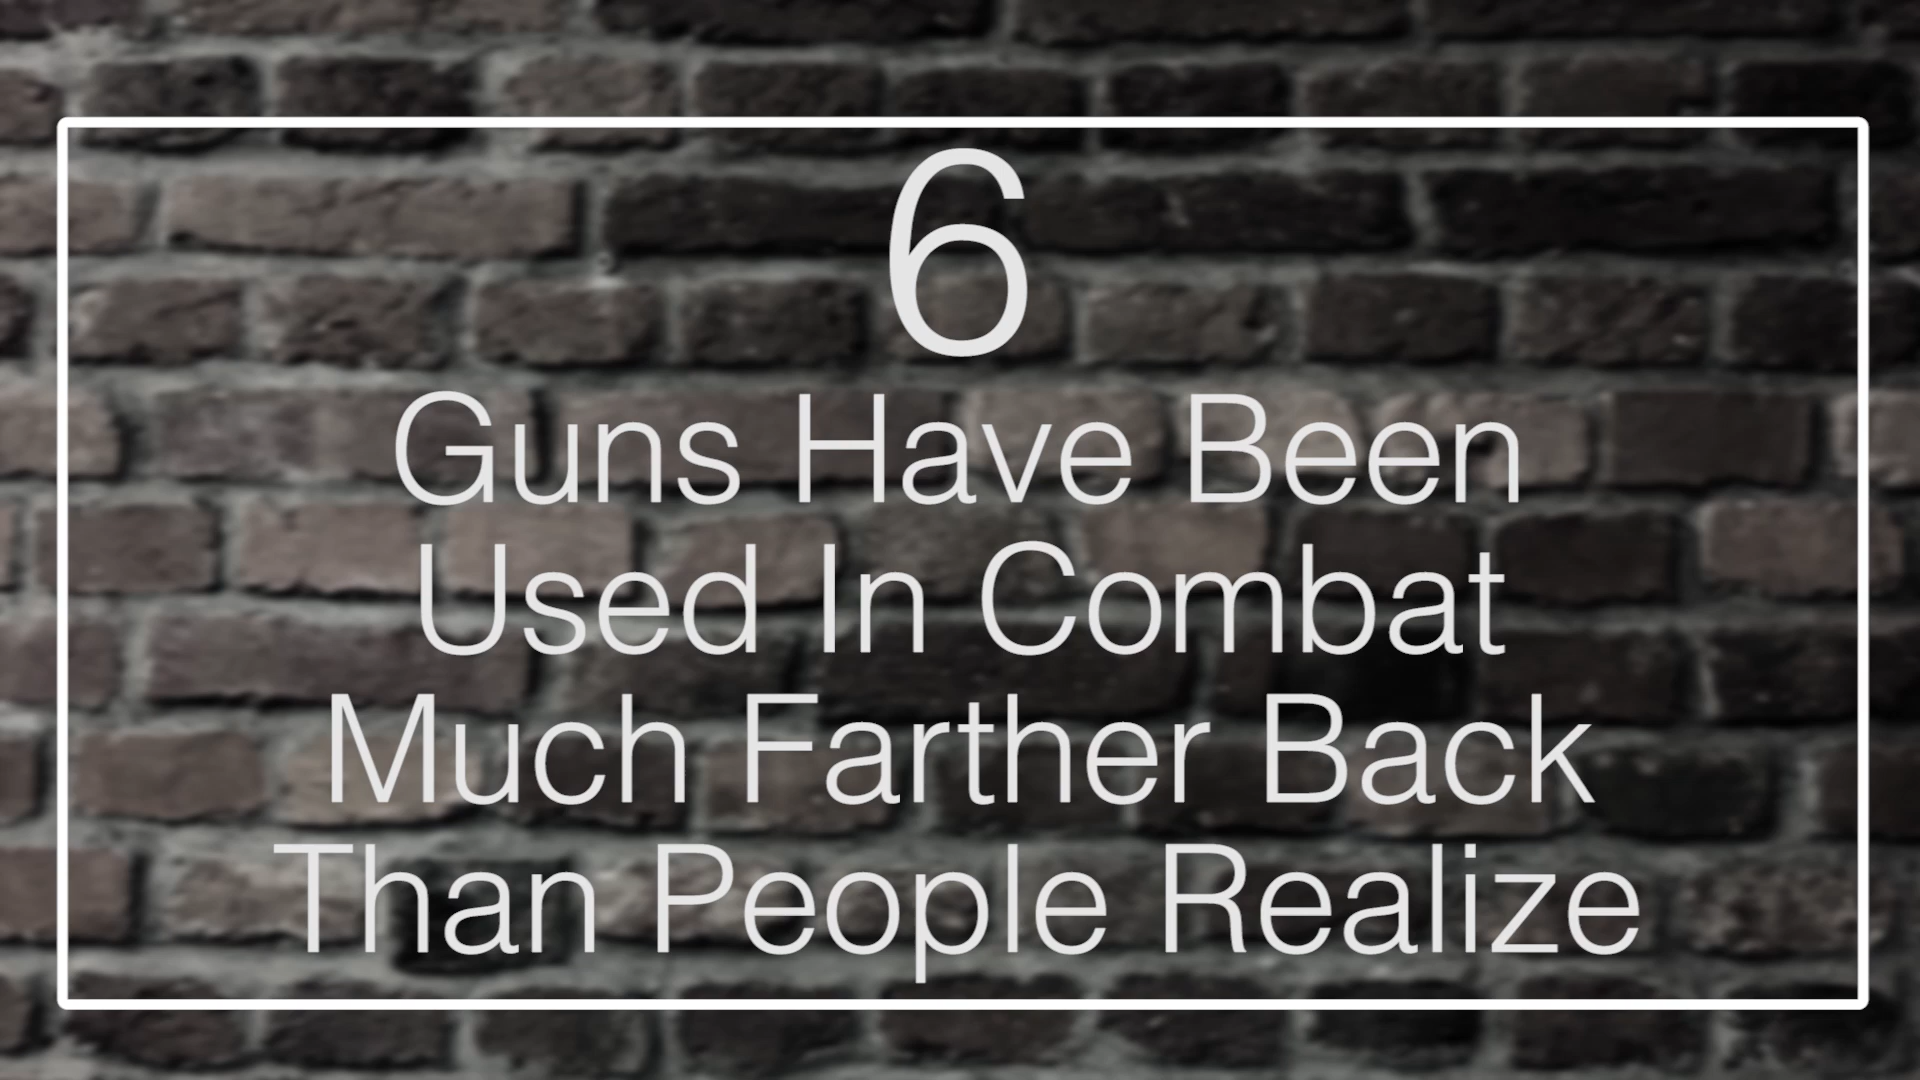 6
Guns Have Been
Used In Combat
Much Farther Back
Than People Realize